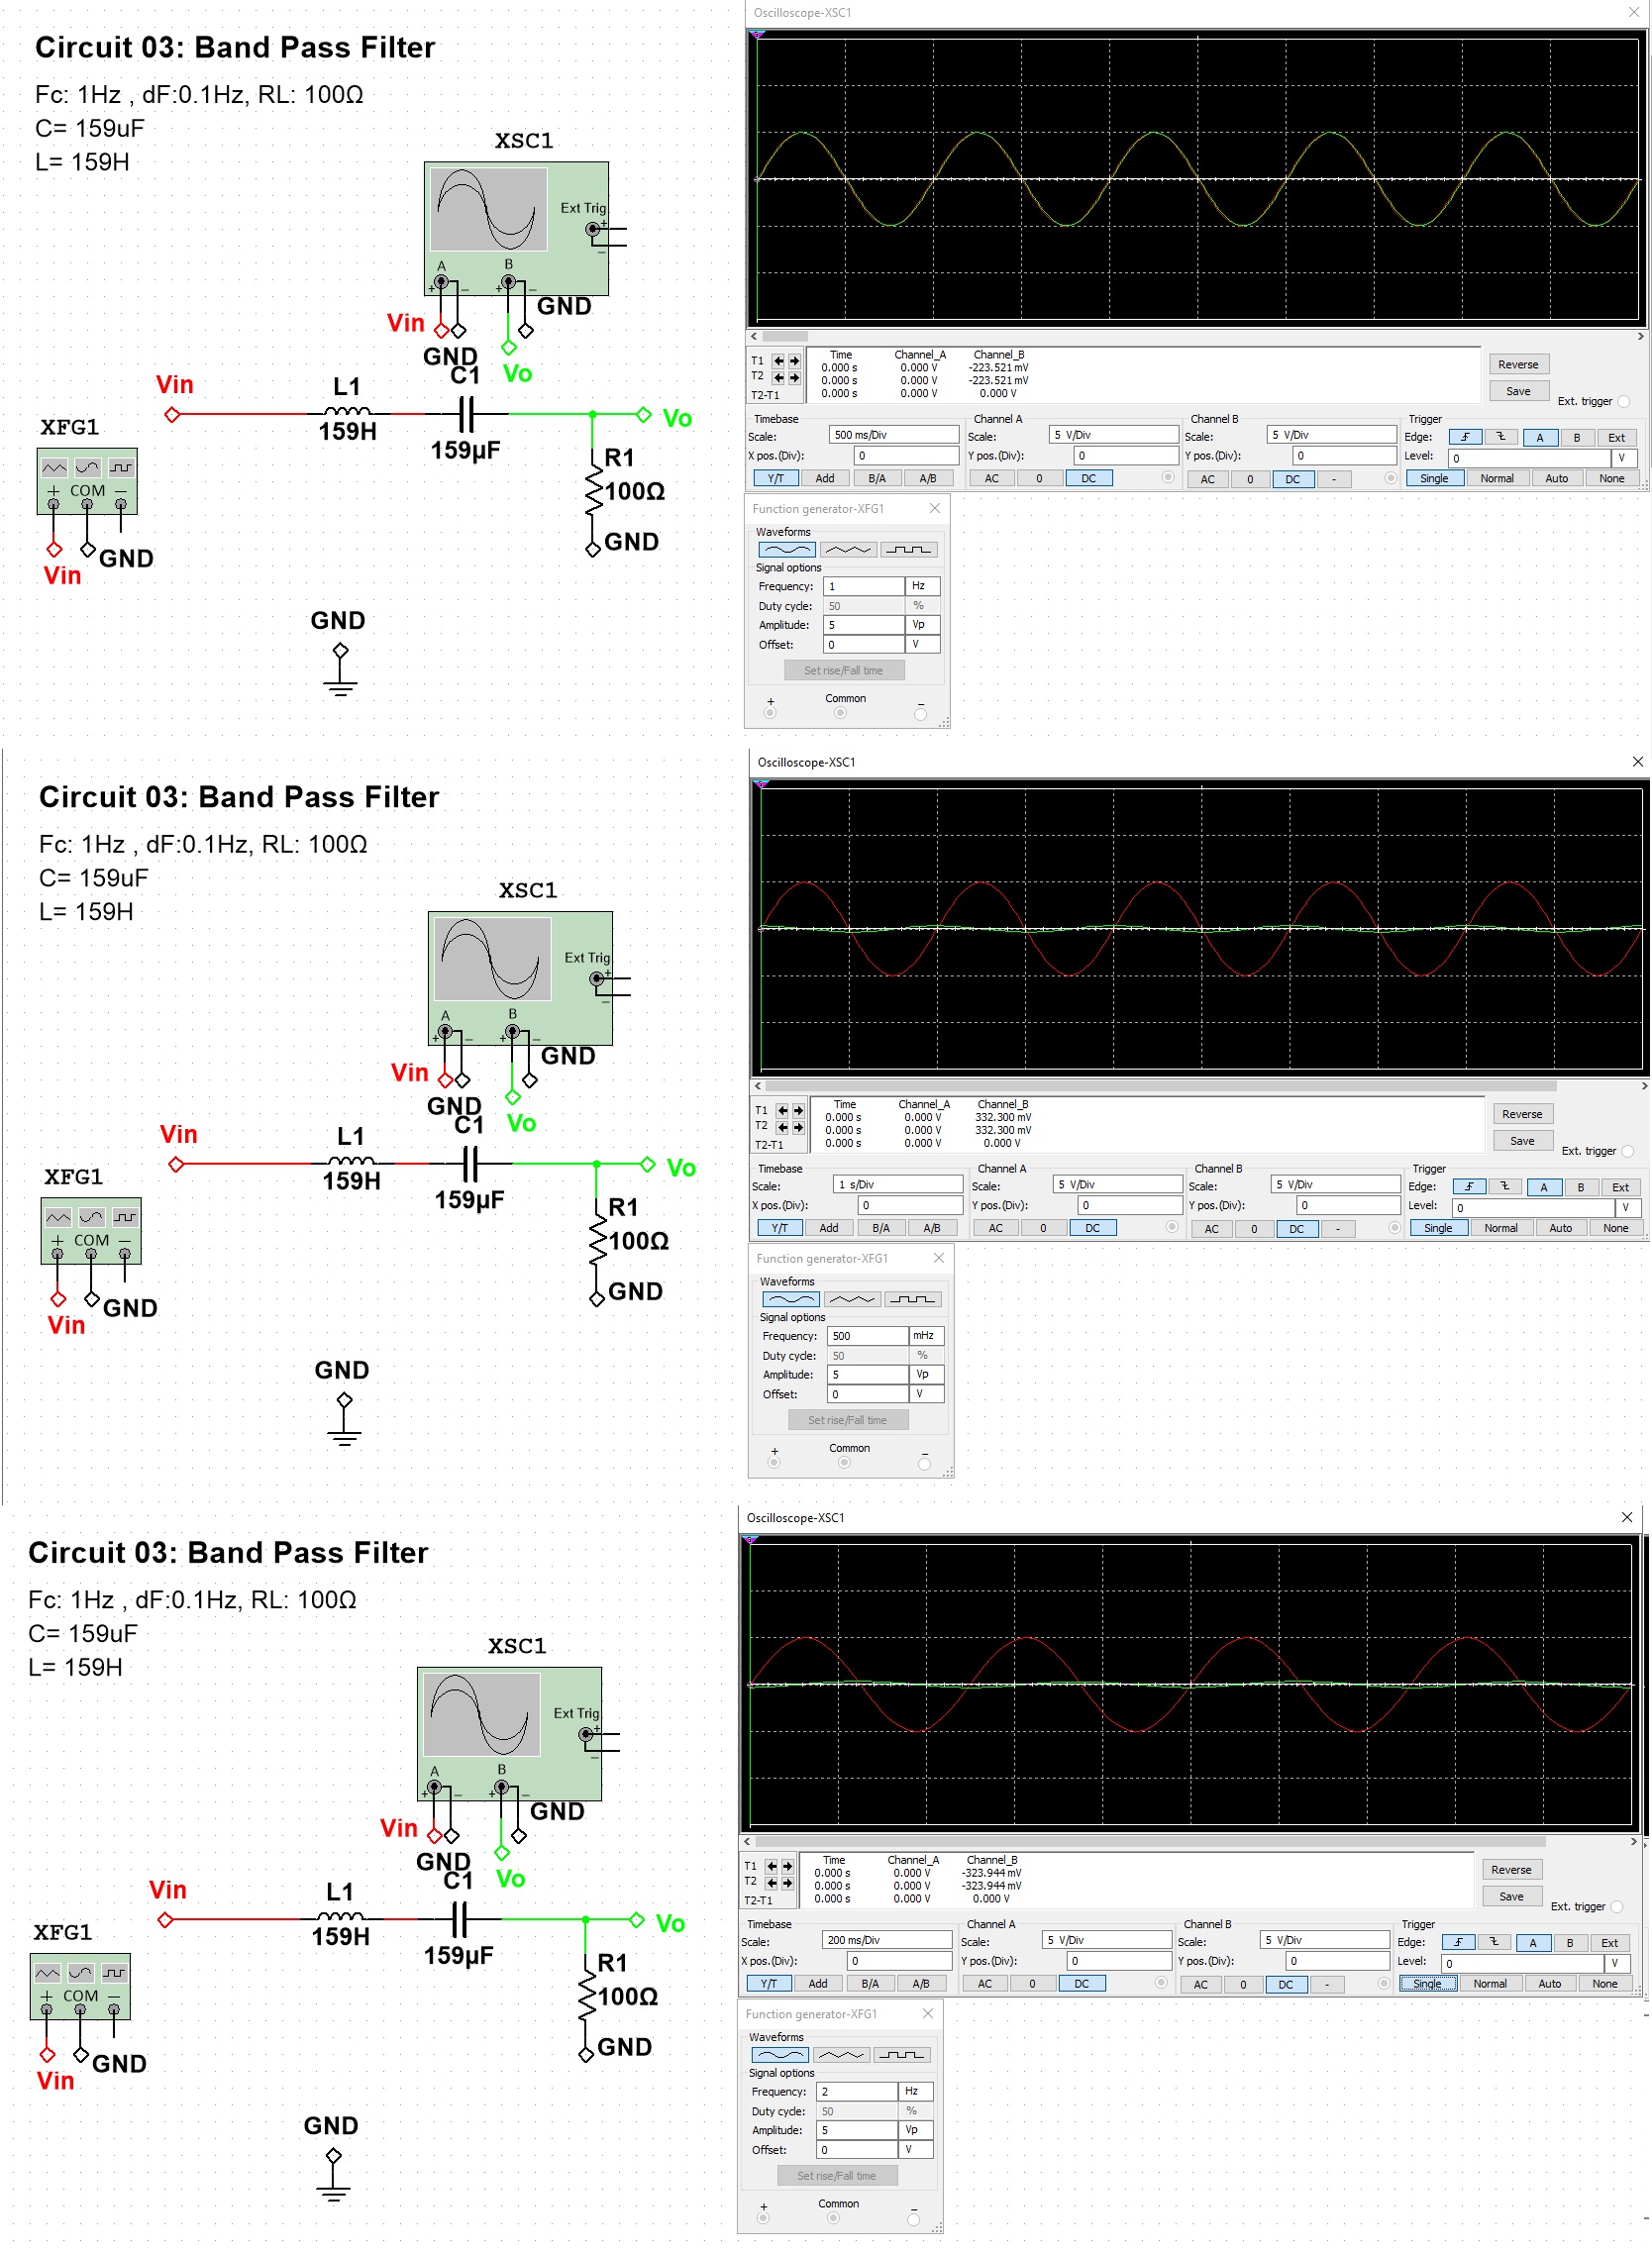 Oscilloscope-XSC1
Circuit 03: Band Pass Filter
Fc: 1Hz , dF:0.1Hz, RL: 100Ω
C= 159uF
L= 159H
XSC1
Ext Trig
+
A B
+ − + −
GND
Vin
GND
Vo
C1
Vin
L1
159H
159µF
Vo
XFG1
+ COM −
R1
100Ω
GND
GND
Vin
GND
Time Channel_A Channel_B
T1 0.000 s 0.000 V -223.521 mV
T2 0.000 s 0.000 V -223.521 mV
T2-T1 0.000 s 0.000 V 0.000 V
Reverse
Save
Ext. trigger
Timebase Channel A Channel B Trigger
Scale: 500 ms/Div Scale: 5 V/Div Scale: 5 V/Div Edge: A B Ext
X pos.(Div): 0 Y pos.(Div): 0 Y pos.(Div): 0 Level: 0 V
Y/T Add B/A A/B AC 0 DC AC 0 DC - Single Normal Auto None
Function generator-XFG1
Waveforms
Signal options
Frequency: 1 Hz
Duty cycle: 50 %
Amplitude: 5 Vp
Offset: 0 V
Set rise/Fall time
+ Common −
Oscilloscope-XSC1
Circuit 03: Band Pass Filter
Fc: 1Hz , dF:0.1Hz, RL: 100Ω
C= 159uF
L= 159H
XSC1
Ext Trig
+
A B
+ − + −
GND
Vin
GND
Vo
C1
Vin
L1
159H
159µF
Vo
XFG1
+ COM −
R1
100Ω
GND
GND
Vin
GND
Time Channel_A Channel_B
T1 0.000 s 0.000 V 332.300 mV
T2 0.000 s 0.000 V 332.300 mV
T2-T1 0.000 s 0.000 V 0.000 V
Reverse
Save
Ext. trigger
Timebase Channel A Channel B Trigger
Scale: 1 s/Div Scale: 5 V/Div Scale: 5 V/Div Edge: A B Ext
X pos.(Div): 0 Y pos.(Div): 0 Y pos.(Div): 0 Level: 0 V
Y/T Add B/A A/B AC 0 DC AC 0 DC - Single Normal Auto None
Function generator-XFG1
Waveforms
Signal options
Frequency: 500 mHz
Duty cycle: 50 %
Amplitude: 5 Vp
Offset: 0 V
Set rise/Fall time
+ Common −
Oscilloscope-XSC1
Circuit 03: Band Pass Filter
Fc: 1Hz , dF:0.1Hz, RL: 100Ω
C= 159uF
L= 159H
XSC1
Ext Trig
+
A B
+ − + −
GND
Vin
GND
Vo
C1
Vin
L1
159H
159µF
Vo
XFG1
+ COM −
R1
100Ω
GND
GND
Vin
GND
Time Channel_A Channel_B
T1 0.000 s 0.000 V -323.944 mV
T2 0.000 s 0.000 V -323.944 mV
T2-T1 0.000 s 0.000 V 0.000 V
Reverse
Save
Ext. trigger
Timebase Channel A Channel B Trigger
Scale: 200 ms/Div Scale: 5 V/Div Scale: 5 V/Div Edge: A B Ext
X pos.(Div): 0 Y pos.(Div): 0 Y pos.(Div): 0 Level: 0 V
Y/T Add B/A A/B AC 0 DC AC 0 DC - Single Normal Auto None
Function generator-XFG1
Waveforms
Signal options
Frequency: 2 Hz
Duty cycle: 50 %
Amplitude: 5 Vp
Offset: 0 V
Set rise/Fall time
+ Common −